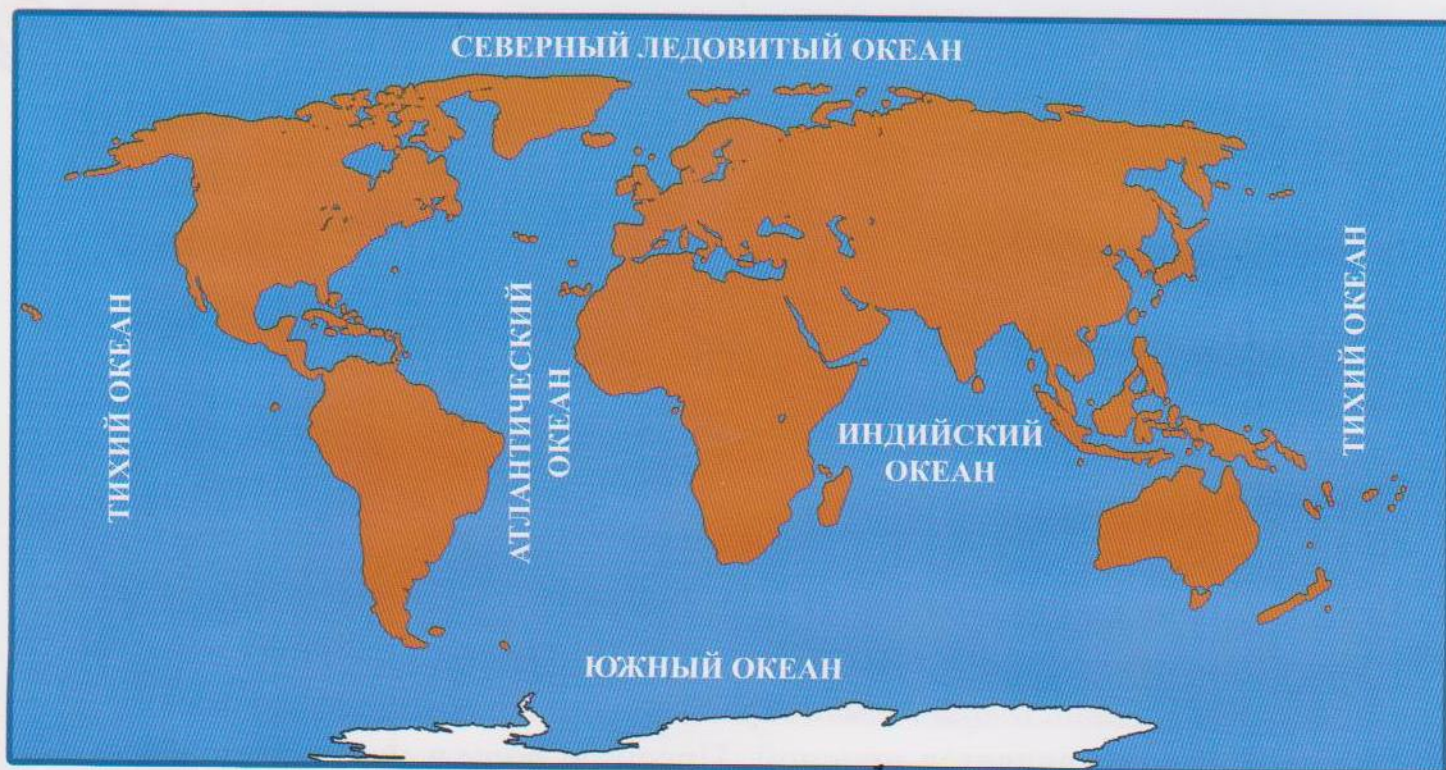 СЕВЕРНЫЙ ЛЕДОВИТЫЙ ОКЕАН
ТИХИЙ ОКЕАН
АТЛАНТИЧЕСКИЙ
ОКЕАН
ИНДИЙСКИЙ
ОКЕАН
ТИХИЙ ОКЕАН
ЮЖНЫЙ ОКЕАН